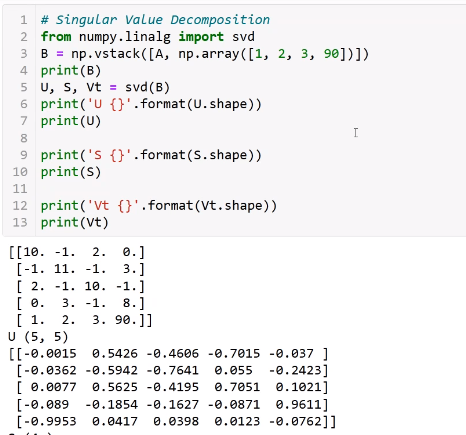 1 # Singular Value Decomposition
2 from numpy.linalg import svd
3 B = np.vstack([A, np.array([1, 2, 3, 90])])
4 print(B)
5 U, S, Vt = svd(B)
6 print('U {}'.format(U.shape))
7 print(U)
8
9 print('S {}'.format(S.shape))
10 print(S)
11
12 print('Vt {}'.format(Vt.shape))
13 print(Vt)
[[10. -1. 2. 0.]
[-1. 11. -1. 3.]
[ 2. -1. 10. -1.]
[ 0. 3. -1. 8.]
[ 1. 2. 3. 90.]]
U (5, 5)
[[-0.0015 0.5426 -0.4606 -0.7015 -0.037 ]
[-0.0362 -0.5942 -0.7641 0.055 -0.2423]
[ 0.0077 0.5625 -0.4195 0.7051 0.1021]
[-0.089 -0.1854 -0.1627 -0.0871 0.9611]
[-0.9953 0.0417 0.0398 0.0123 -0.0762]]